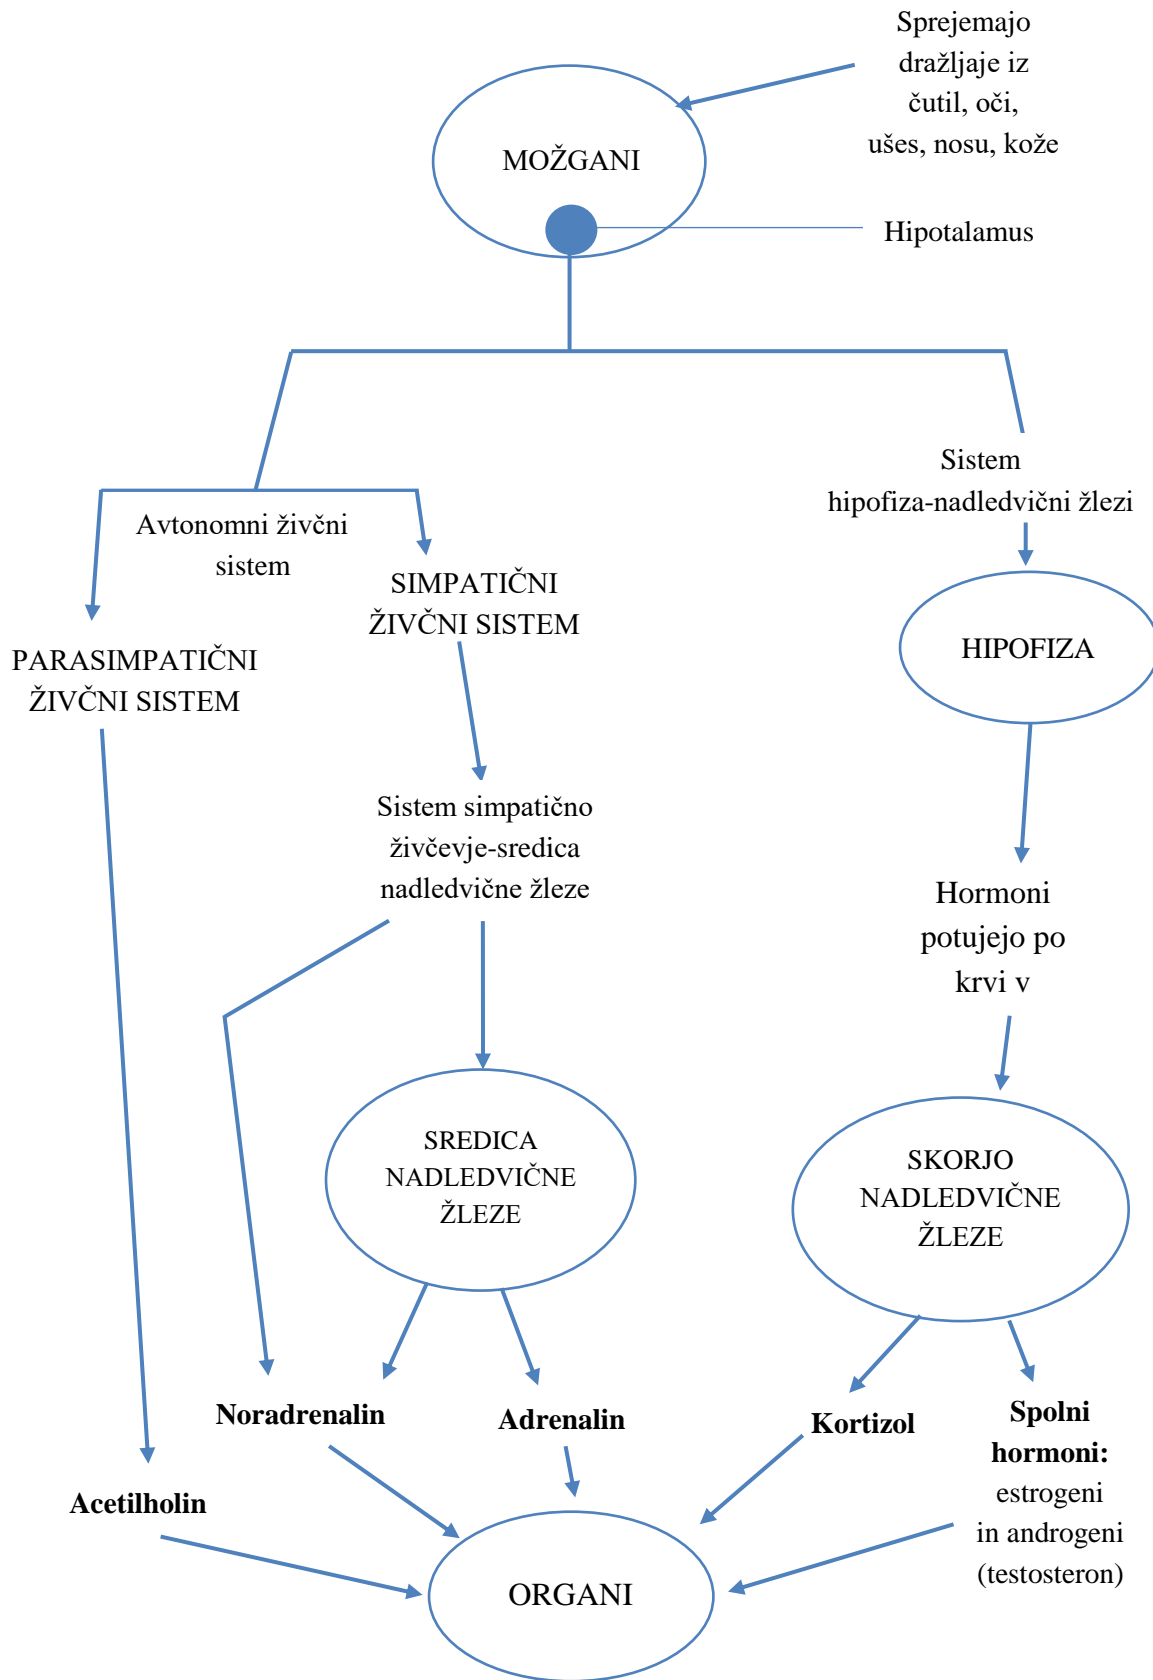 Sprejemajo
dražljaje iz
čutil, oči,
ušes, nosu, kože
MOŽGANI
Hipotalamus
Sistem
hipofiza-nadledvični žlezi
Avtonomni živčni
sistem
SIMPATIČNI
ŽIVČNI SISTEM
HIPOFIZA
PARASIMPATIČNI
ŽIVČNI SISTEM
Sistem simpatično
živčevje-sredica
nadledvične žleze
Hormoni
potujejo po
krvi v
SREDICA
NADLEDVIČNE
ŽLEZE
SKORJO
NADLEDVIČNE
ŽLEZE
Noradrenalin
Adrenalin
Kortizol
Spolni
hormoni:
estrogeni
in androgeni
(testosteron)
Acetilholin
ORGANI